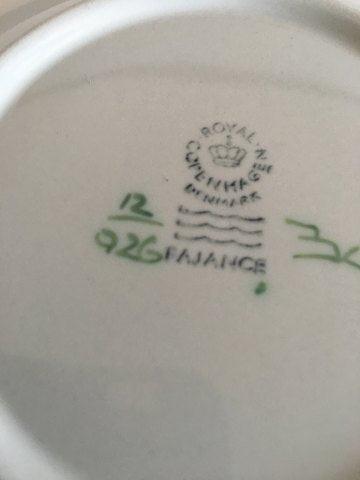 ROYAL
COPENHAGEN
DENMARK
12
926 FAJANCE